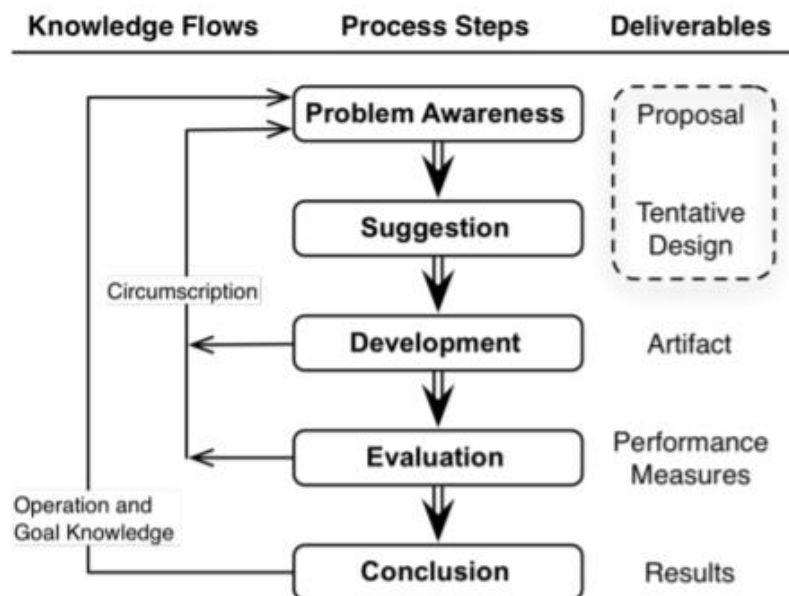 Knowledge Flows Process Steps Deliverables
Problem Awareness Proposal
Suggestion Tentative
Design
Circumscription
Development Artifact
Evaluation Performance
Measures
Operation and
Goal Knowledge
Conclusion Results